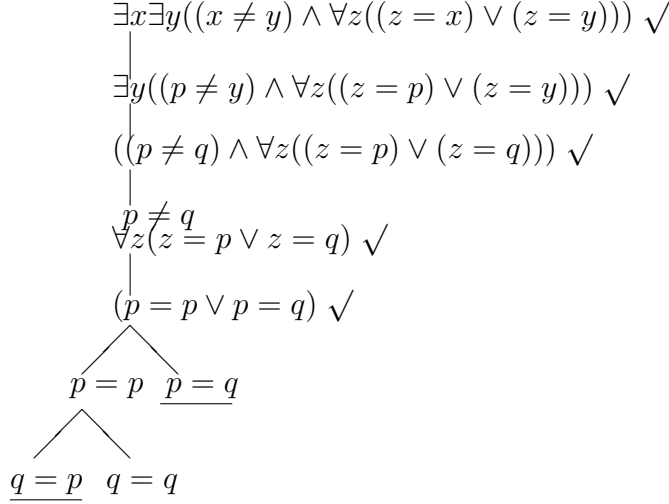 ∃x∃y((x ≠ y) ∧ ∀z((z = x) ∨ (z = y))) √
∃y((p ≠ y) ∧ ∀z((z = p) ∨ (z = y))) √
((p ≠ q) ∧ ∀z((z = p) ∨ (z = q))) √
p ≠ q
∀z(z = p ∨ z = q) √
(p = p ∨ p = q) √
p = p p = q
q = p q = q